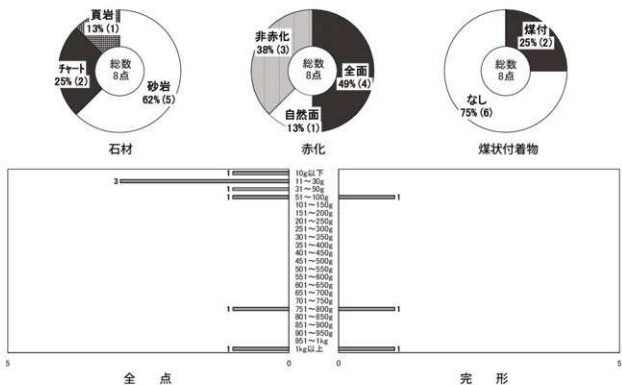 頁岩
13%(1)
チャート
25%(2)
総数
8点
砂岩
62%(5)
石材
非赤化
38%(3)
総数
8点
全面
49%(4)
自然面
13%(1)
赤化
煤付
25%(2)
総数
8点
なし
75%(6)
煤状付着物
1 10g以下
3 11～30g
1 31～50g
1 51～100g 1
101～150g
151～200g
201～250g
251～300g
301～350g
351～400g
401～450g
451～500g
501～550g
551～600g
601～650g
651～700g
701～750g
1 751～800g 1
801～850g
851～900g
901～950g
951～1kg
1 1kg以上 1
5 0 0 5
全 点 完 形